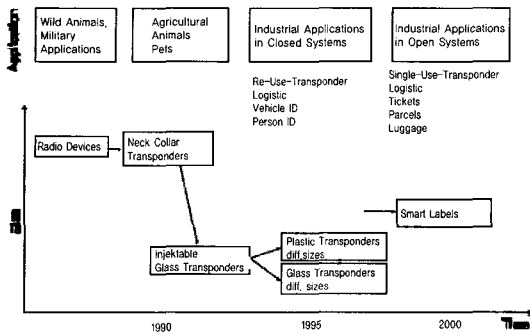 Application
Wild Animals,
Military
Applications
Agricultural
Animals
Pets
Industrial Applications
in Closed Systems
Industrial Applications
in Open Systems
Re-Use-Transponder
Logistic
Vehicle ID
Person ID
Single-Use-Transponder
Logistic
Tickets
Parcels
Luggage
Radio Devices
Neck Collar
Transponders
Smart Labels
injektable
Glass Transponders
Plastic Transponders
diff,sizes
Glass Transponders
diff. sizes
1990
1995
2000
Time